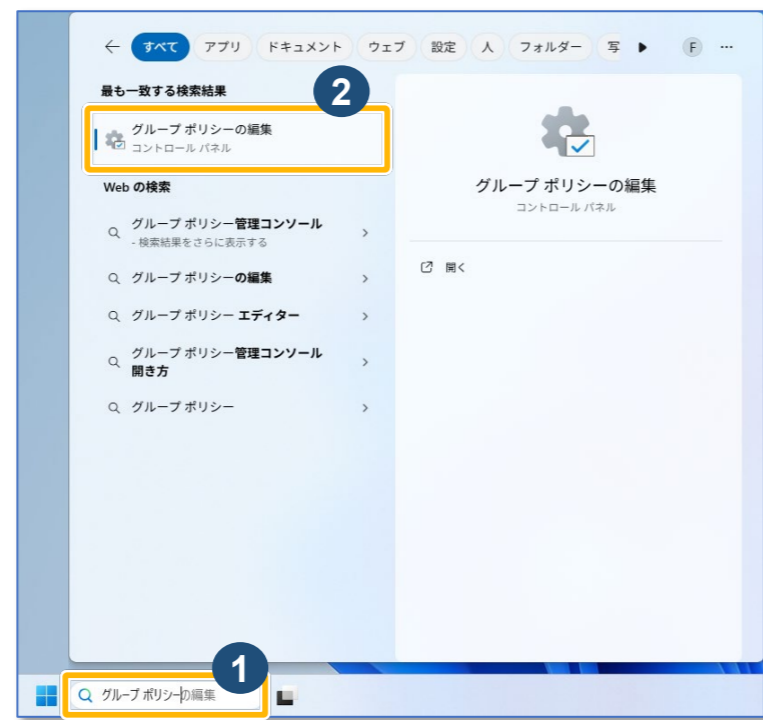 すべて アプリ ドキュメント ウェブ 設定 人 フォルダー 写 F ...
最も一致する検索結果
2
グループ ポリシーの編集
コントロール パネル
Web の検索
グループ ポリシー管理コンソール
- 検索結果をさらに表示する
グループ ポリシーの編集
グループ ポリシー エディター
グループ ポリシー管理コンソール
開き方
グループ ポリシー
グループ ポリシーの編集
コントロール パネル
開く
1
グループ ポリシーの編集